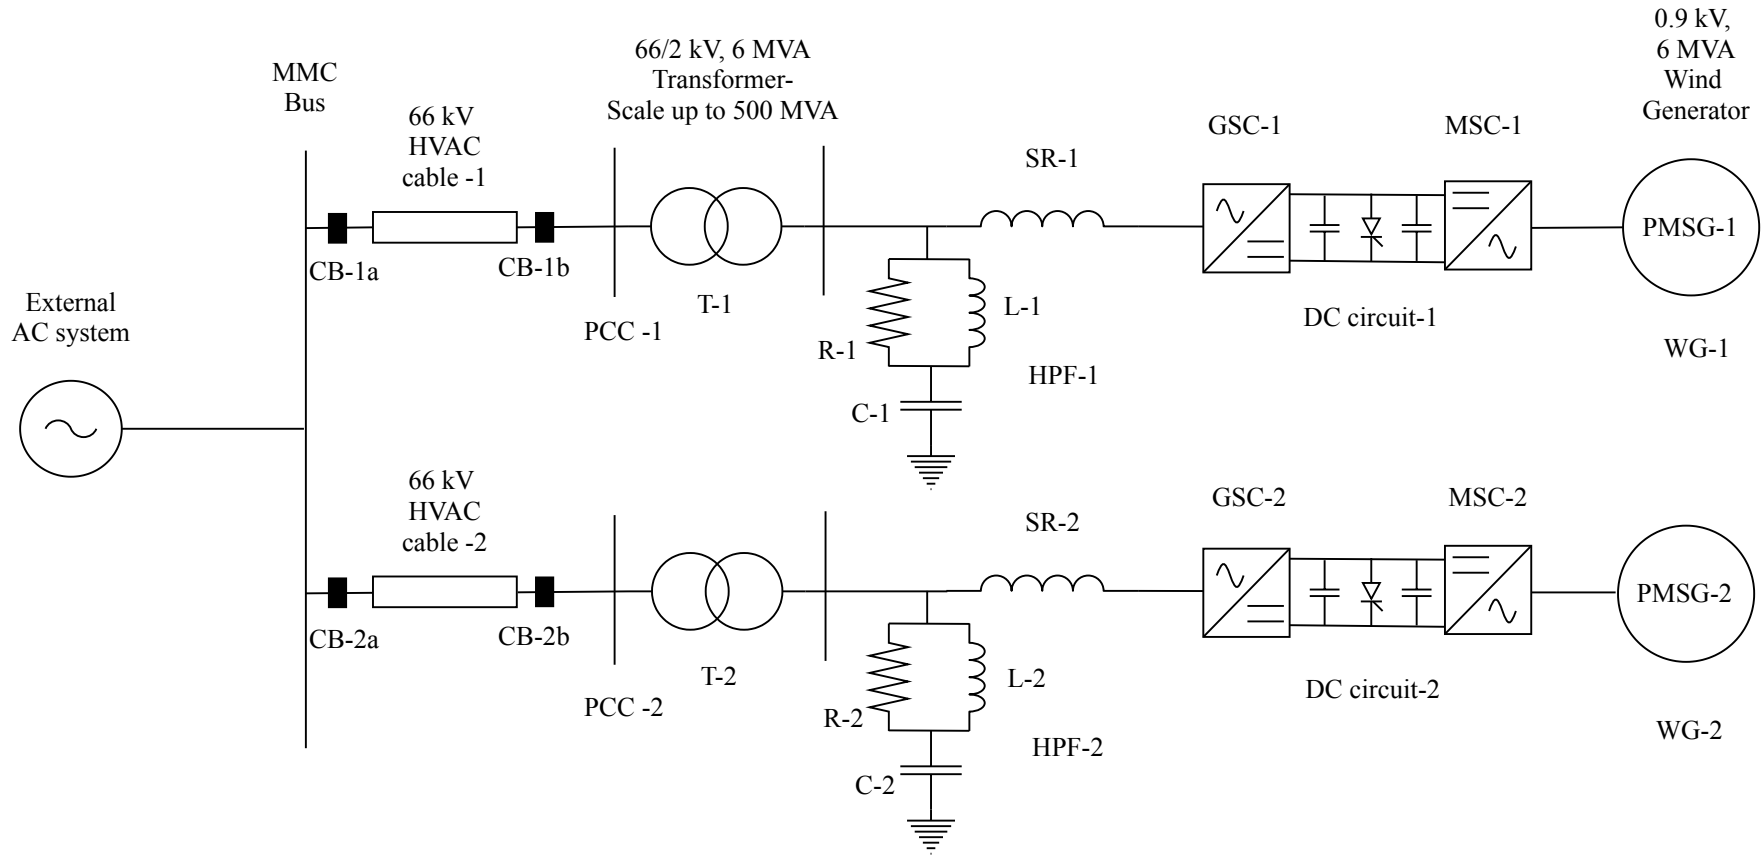 0.9 kV,
6 MVA
Wind
Generator
66/2 kV, 6 MVA
Transformer-
Scale up to 500 MVA
MMC
Bus
66 kV
HVAC
cable -1
SR-1
GSC-1
MSC-1
CB-1a
CB-1b
PCC -1
T-1
R-1
L-1
C-1
HPF-1
DC circuit-1
PMSG-1
WG-1
External
AC system
66 kV
HVAC
cable -2
SR-2
GSC-2
MSC-2
CB-2a
CB-2b
PCC -2
T-2
R-2
L-2
C-2
HPF-2
DC circuit-2
PMSG-2
WG-2